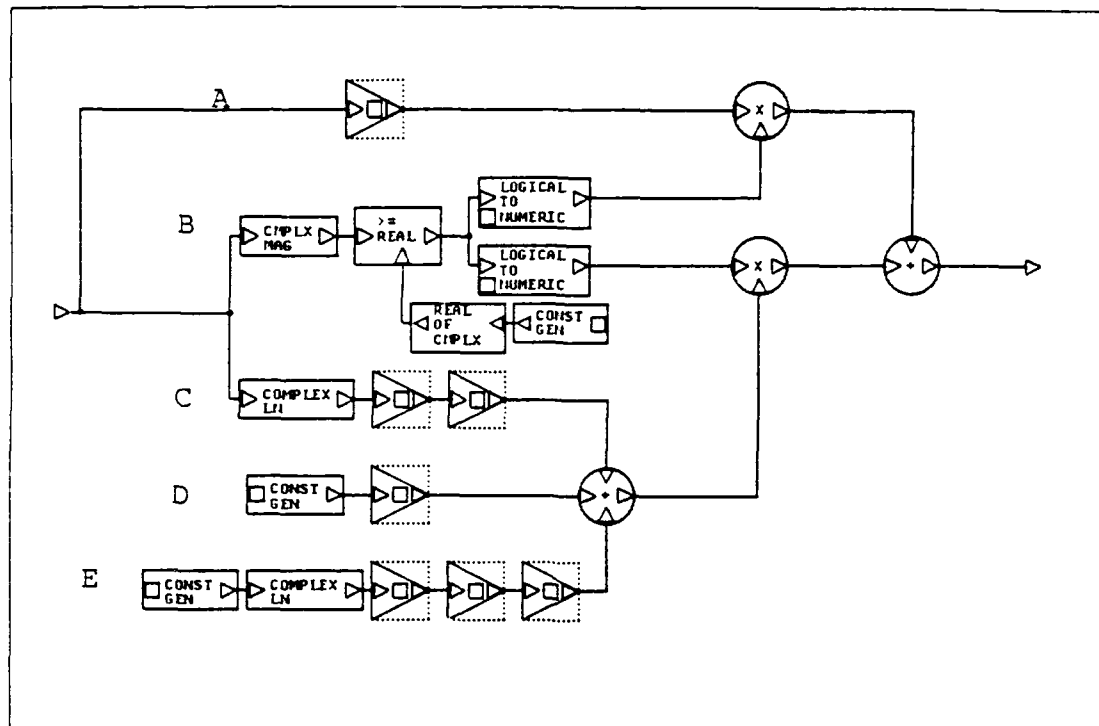 A
x
LOGICAL
TO
NUMERIC
B
CMPLX
MAG
>=
REAL
LOGICAL
TO
NUMERIC
x
+
REAL
OF
CMPLX
CONST
GEN
C
COMPLEX
LN
D
CONST
GEN
+
E
CONST
GEN
COMPLEX
LN